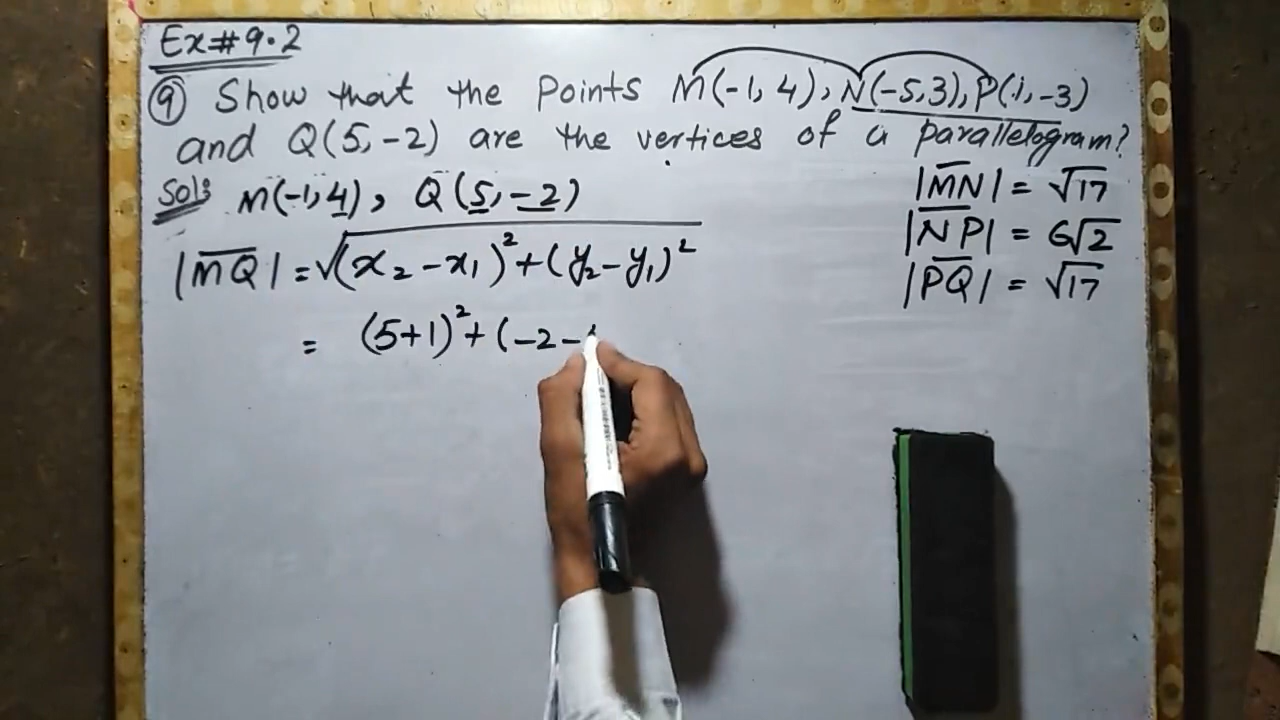 Ex#9.2
⑨ Show that the Points M(-1, 4), N(-5,3), P(1, -3)
and Q(5, -2) are the vertices of a parallelogram?
Sol: M(-1, 4), Q(5, -2)
|MQ| = √(x₂ - x₁)² + (y₂ - y₁)²
= (5+1)² + (-2 -
|MN| = √17
|NP| = 6√2
|PQ| = √17